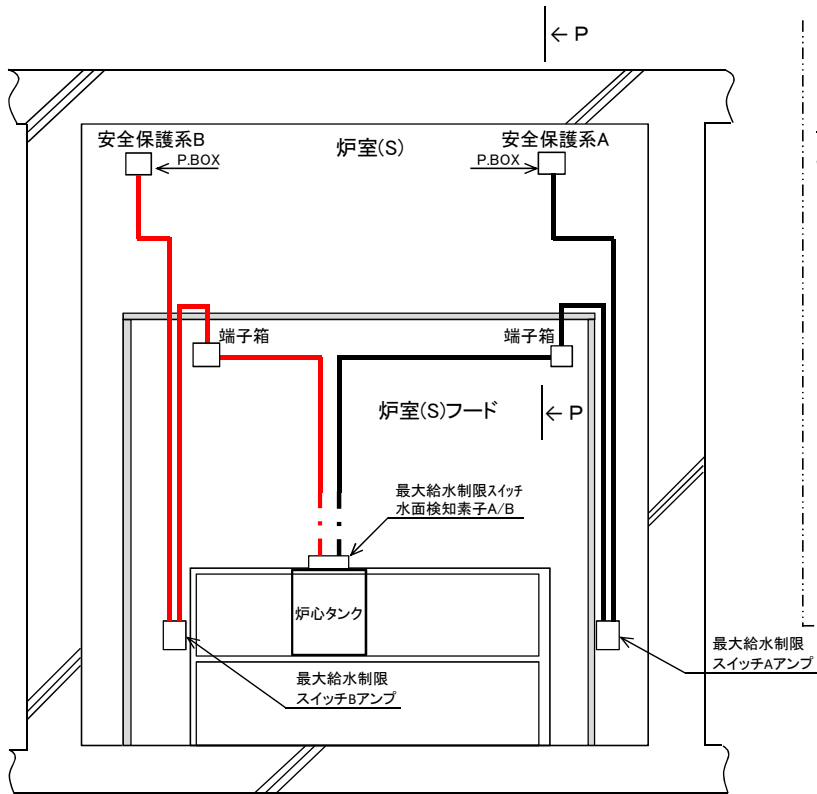 ← P
安全保護系B
炉室(S)
安全保護系A
P.BOX
P.BOX
端子箱
端子箱
炉室(S)フード
← P
最大給水制限スイッチ
水面検知素子A/B
炉心タンク
最大給水制限
スイッチAアンプ
最大給水制限
スイッチBアンプ